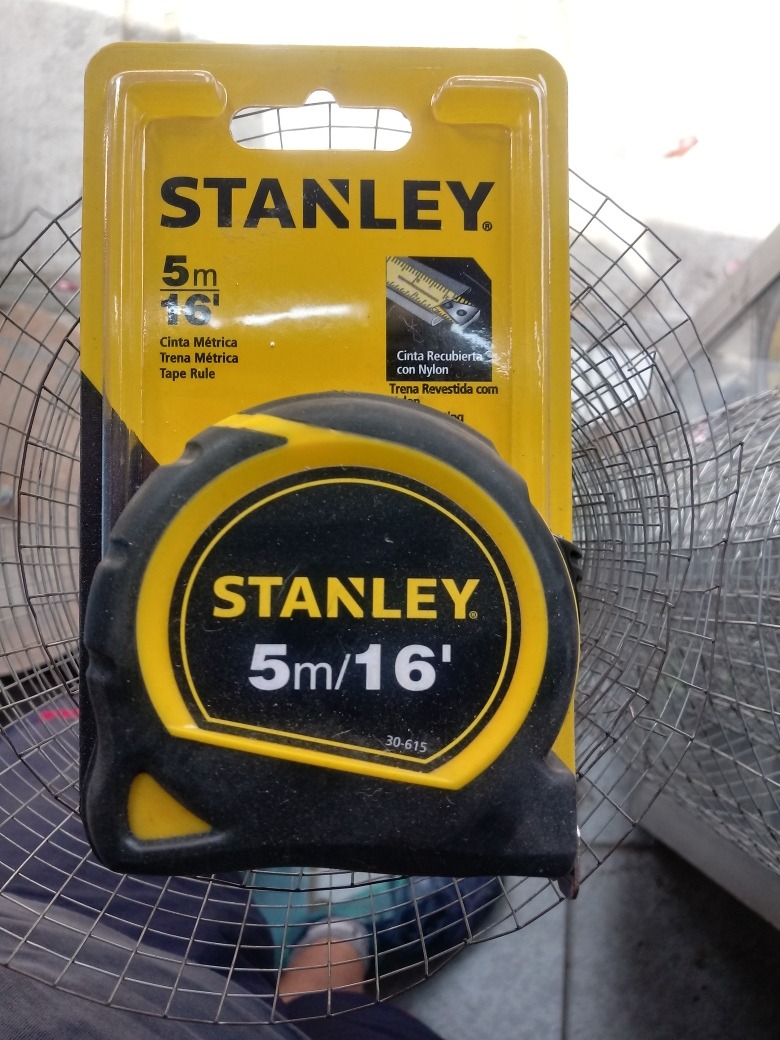 STANLEY®
5m
16'
Cinta Métrica
Trena Métrica
Tape Rule
Cinta Recubierta
con Nylon
Trena Revestida com
STANLEY®
5m/16'
30-615